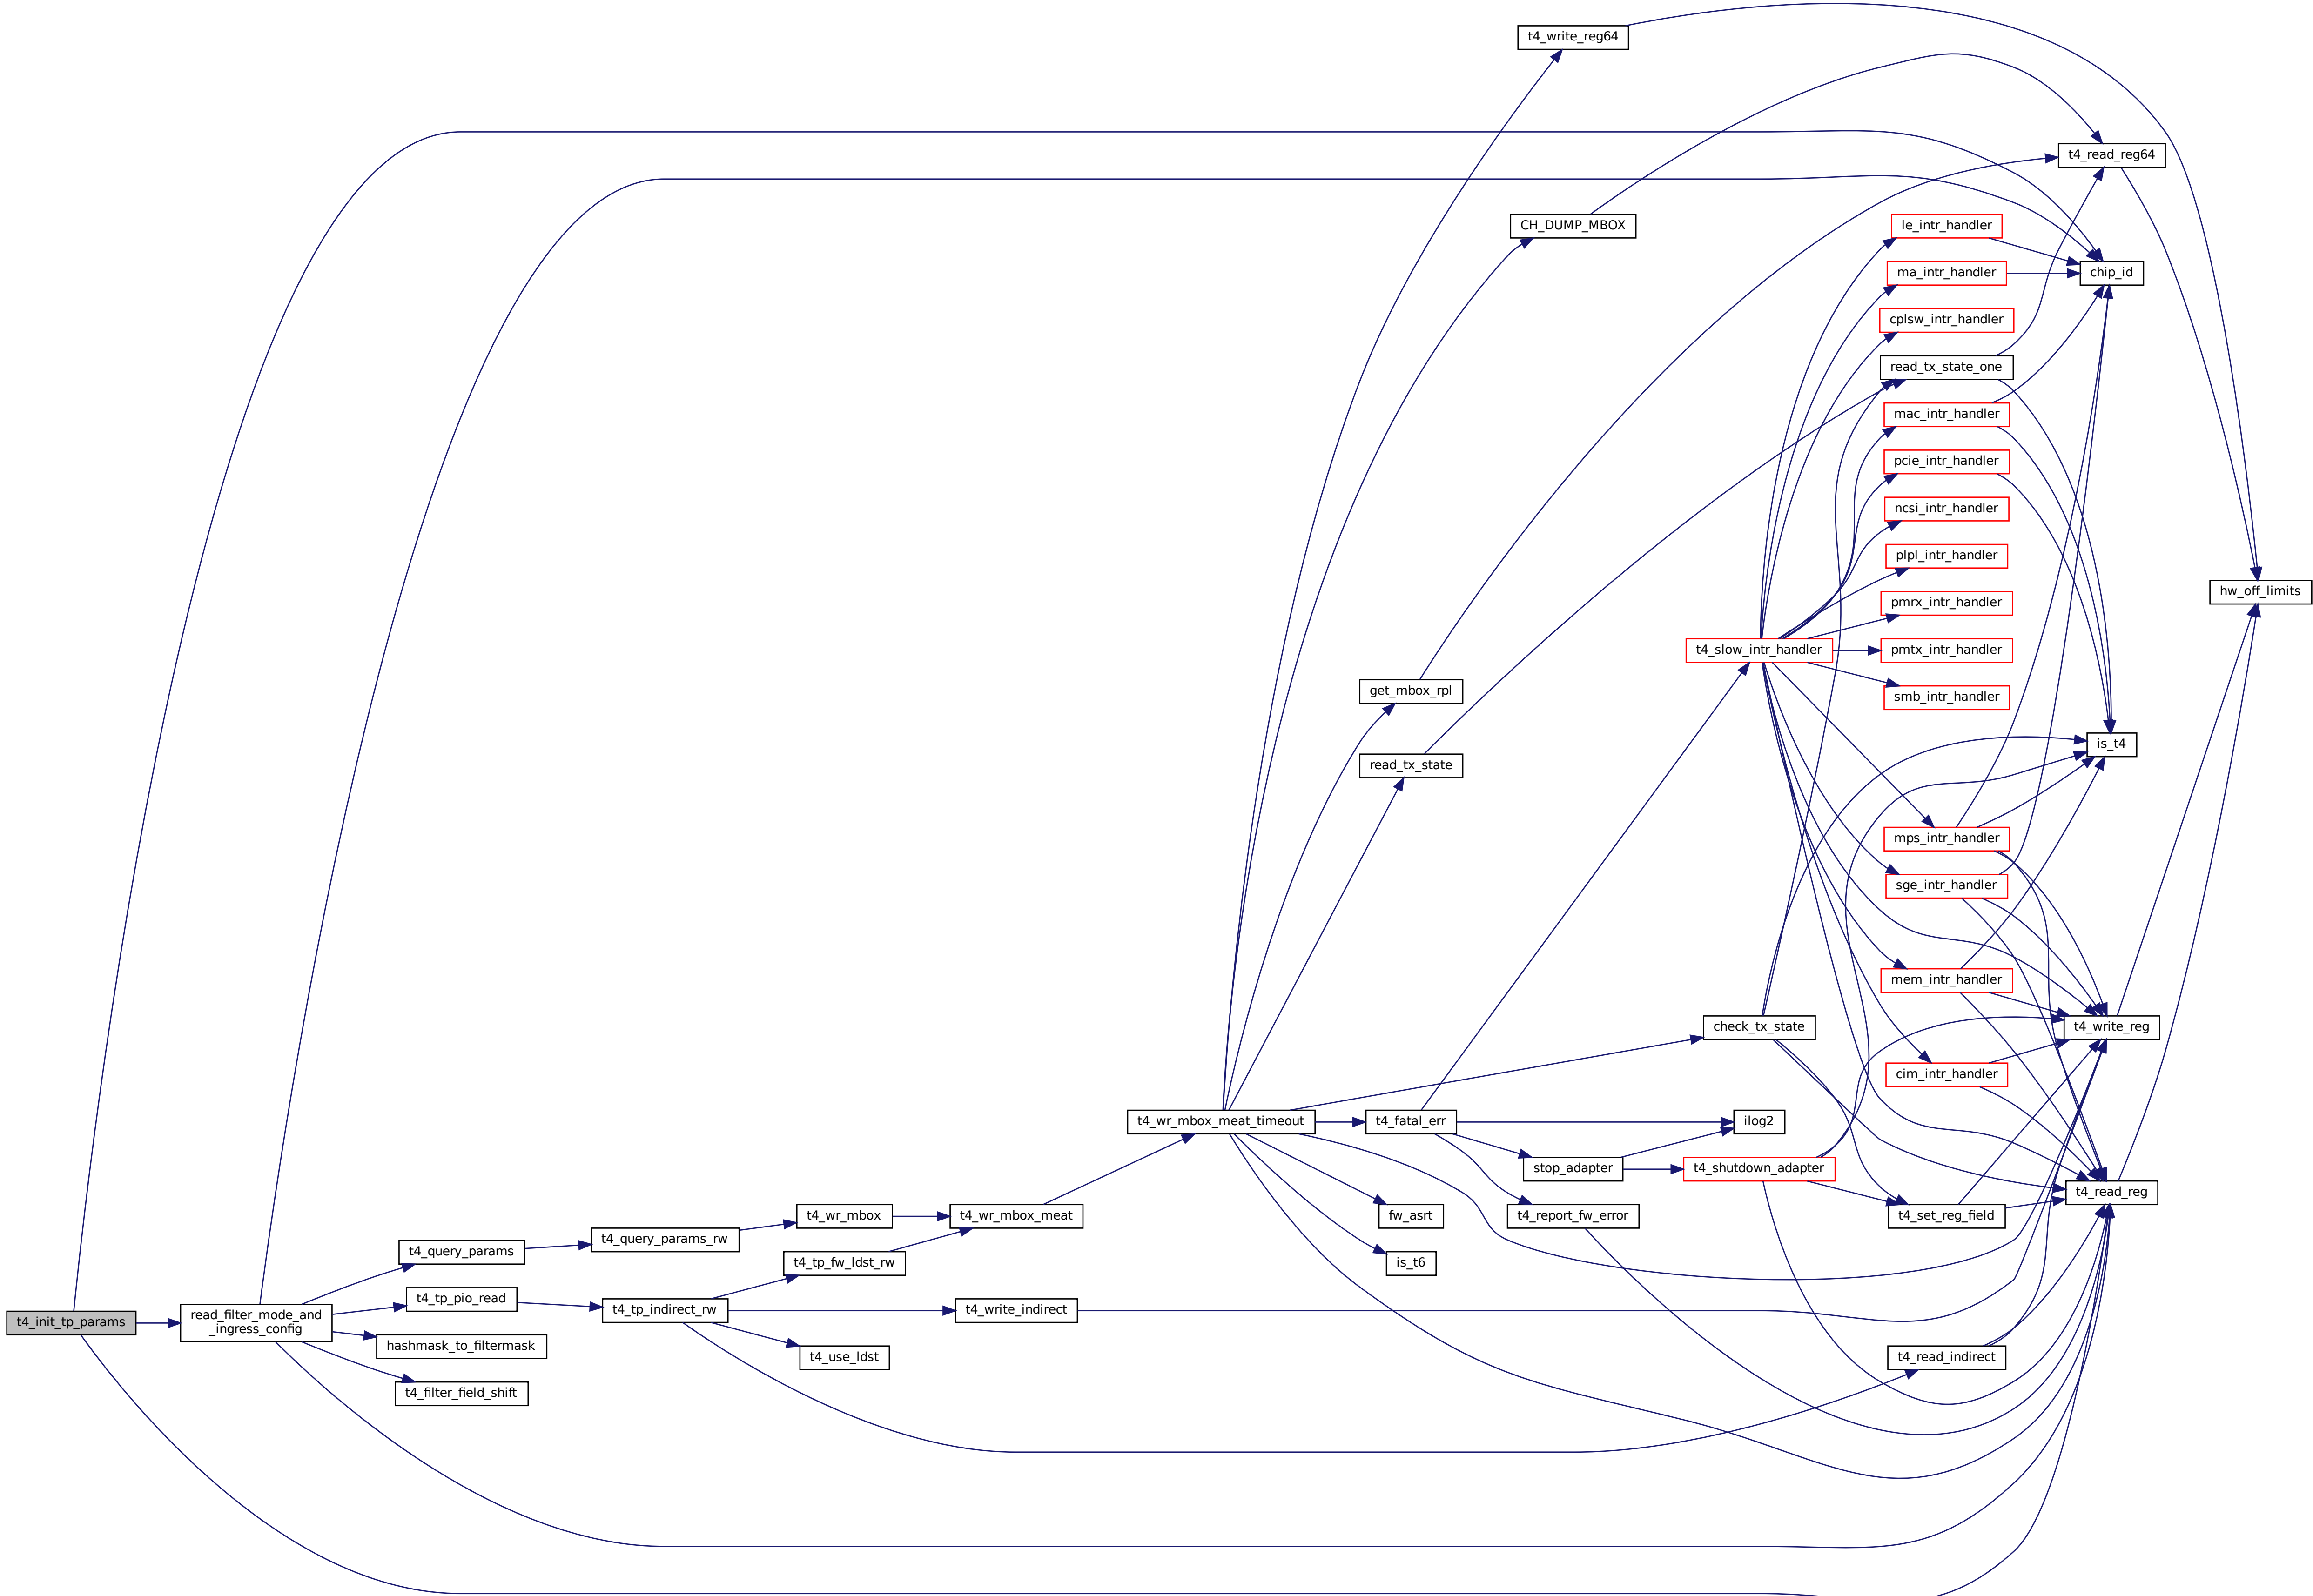 t4_write_reg64
t4_read_reg64
CH_DUMP_MBOX
le_intr_handler
chip_id
ma_intr_handler
cplsw_intr_handler
read_tx_state_one
mac_intr_handler
pcie_intr_handler
ncsi_intr_handler
plpl_intr_handler
hw_off_limits
pmrx_intr_handler
t4_slow_intr_handler
pmtx_intr_handler
get_mbox_rpl
smb_intr_handler
is_t4
read_tx_state
mps_intr_handler
sge_intr_handler
mem_intr_handler
check_tx_state
t4_write_reg
cim_intr_handler
t4_wr_mbox_meat_timeout
t4_fatal_err
ilog2
stop_adapter
t4_shutdown_adapter
t4_read_reg
t4_wr_mbox
t4_wr_mbox_meat
fw_asrt
t4_report_fw_error
t4_set_reg_field
t4_query_params_rw
t4_query_params
t4_tp_fw_ldst_rw
is_t6
t4_tp_pio_read
t4_tp_indirect_rw
t4_write_indirect
t4_init_tp_params
read_filter_mode_and
_ingress_config
hashmask_to_filtermask
t4_use_ldst
t4_read_indirect
t4_filter_field_shift